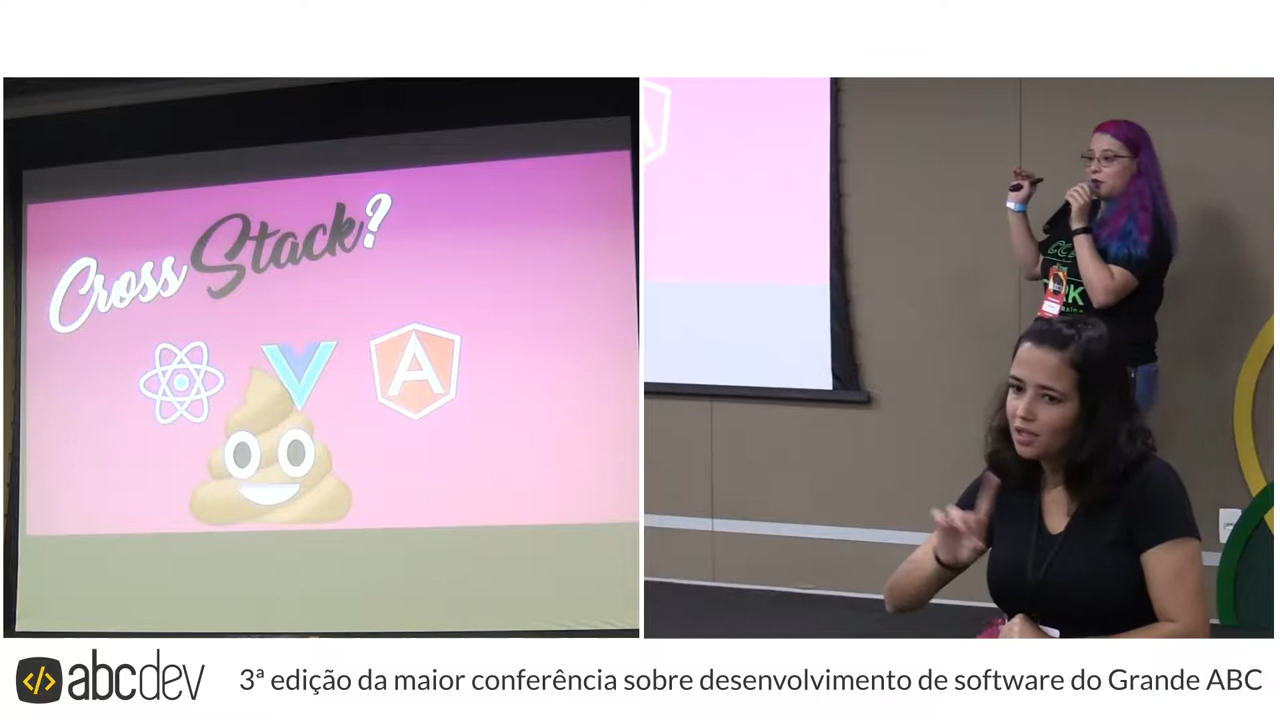 Cross Stack?
A
</> abcdev
3ª edição da maior conferência sobre desenvolvimento de software do Grande ABC